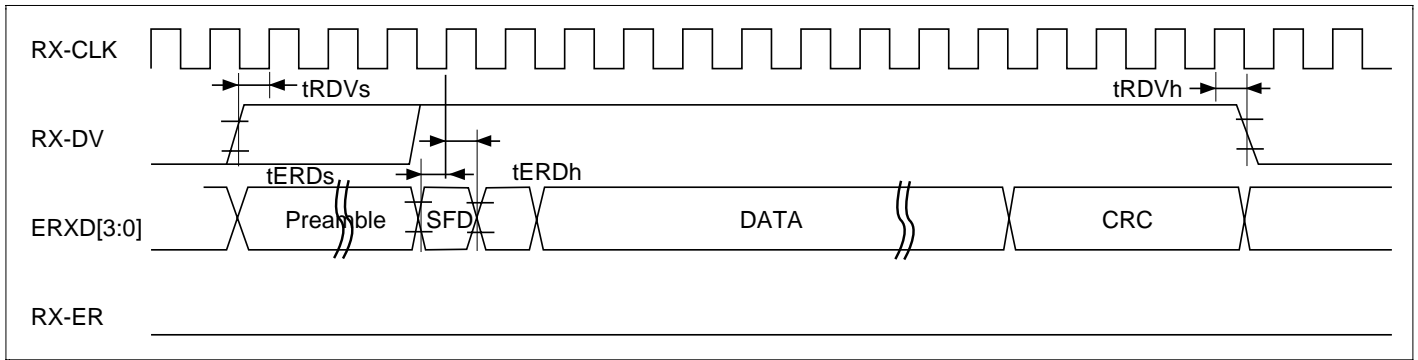 RX-CLK
tRDVs
tRDVh
RX-DV
tERDs
tERDh
ERXD[3:0]
Preamble
SFD
DATA
CRC
RX-ER